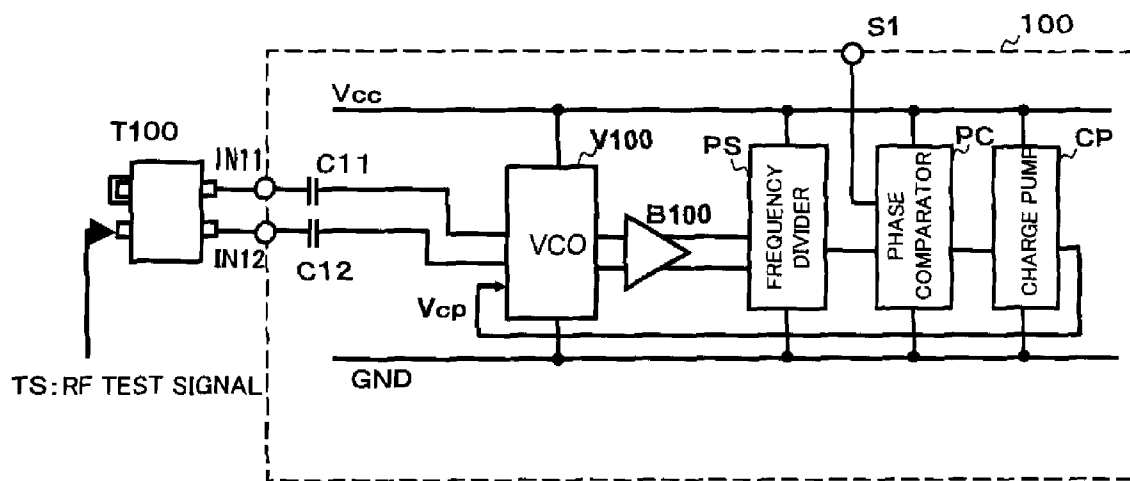 S1
100
Vcc
T100
IN11
C11
V100
PS
PC
CP
B100
VCO
FREQUENCY
DIVIDER
PHASE
COMPARATOR
CHARGE PUMP
IN12
C12
Vcp
GND
TS:RF TEST SIGNAL